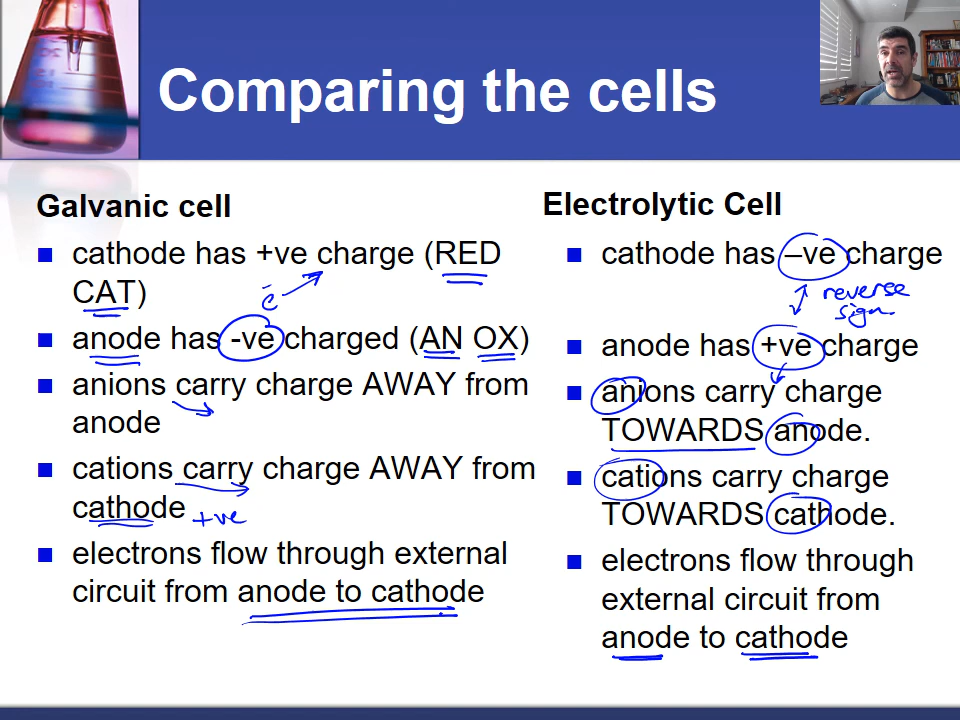 Comparing the cells
Galvanic cell
cathode has +ve charge (RED
CAT)
ē
anode has -ve charged (AN OX)
anions carry charge AWAY from
anode
cations carry charge AWAY from
cathode +ve
electrons flow through external
circuit from anode to cathode
Electrolytic Cell
cathode has –ve charge
reverse
sign.
anode has +ve charge
anions carry charge
TOWARDS anode.
cations carry charge
TOWARDS cathode.
electrons flow through
external circuit from
anode to cathode